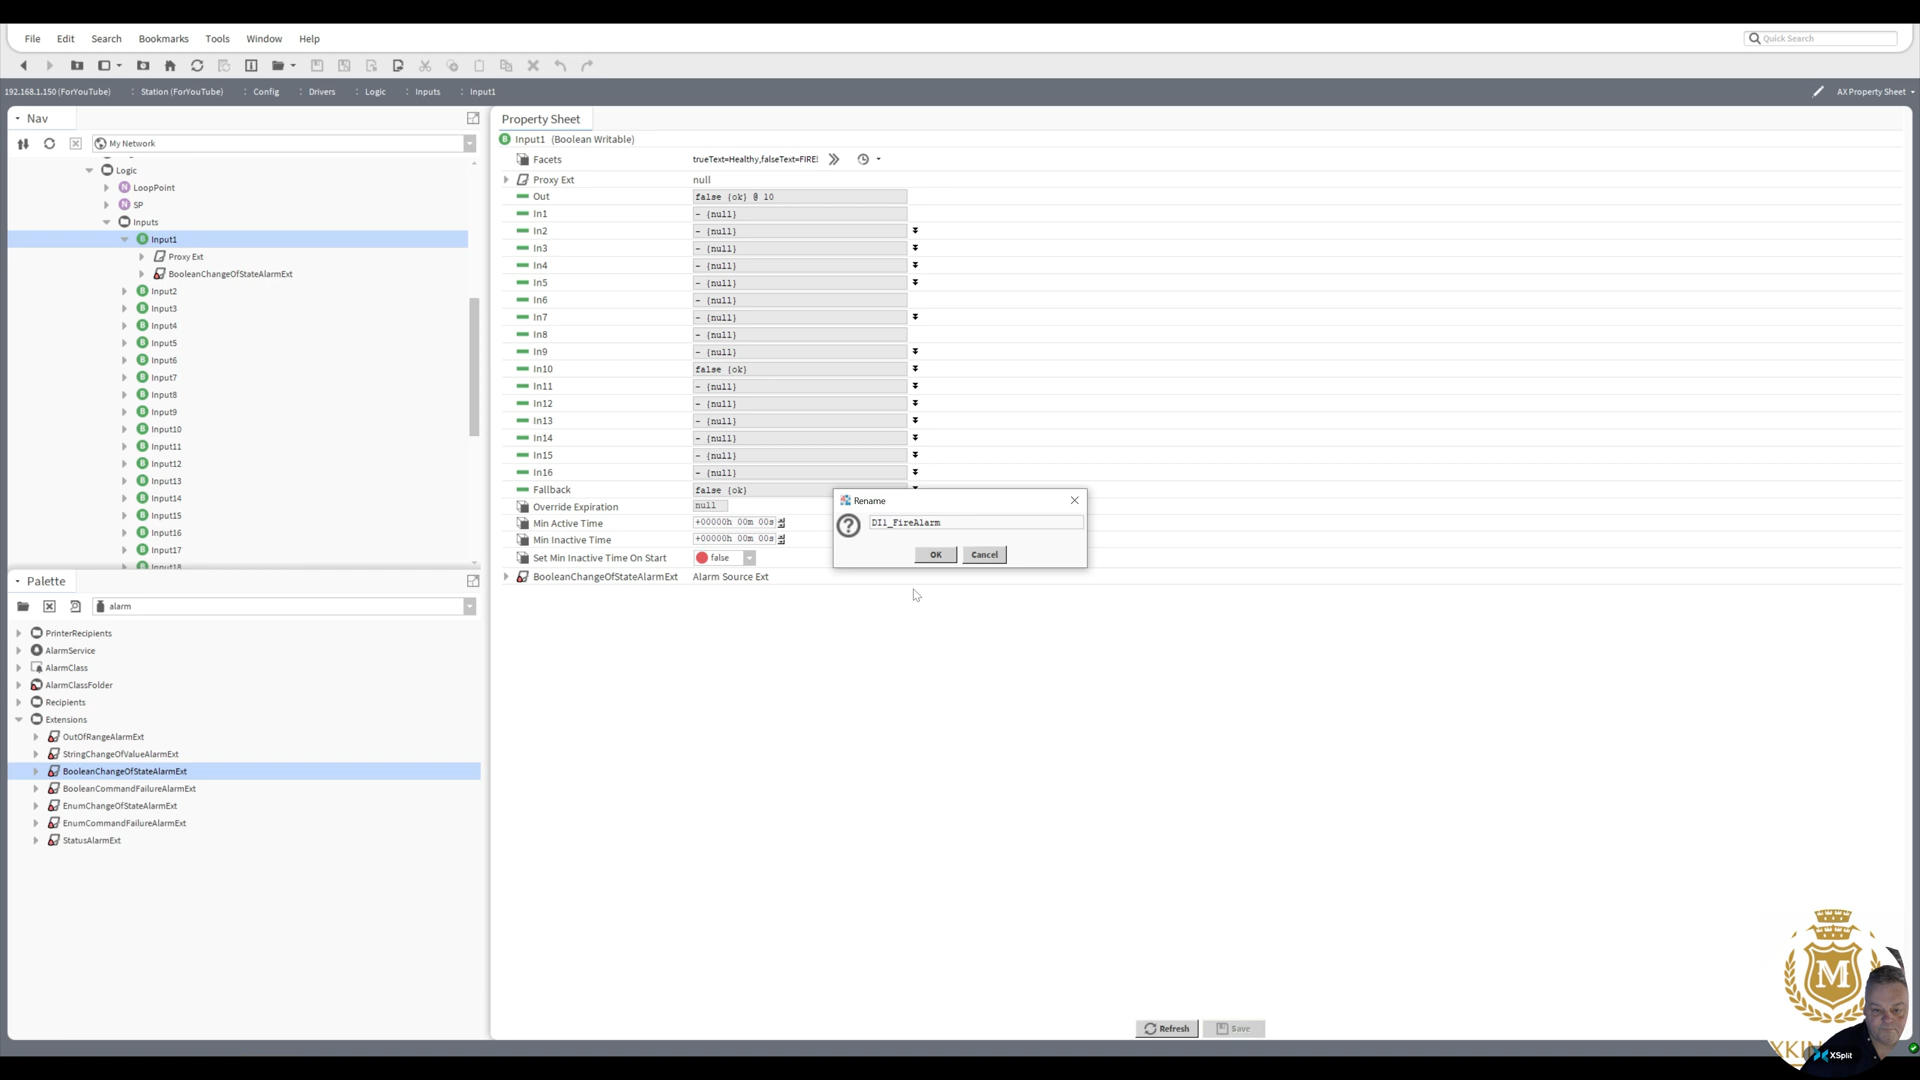 File Edit Search Bookmarks Tools Window Help
Quick Search
192.168.1.150 (ForYouTube) : Station (ForYouTube) : Config : Drivers : Logic : Inputs : Input1
AX Property Sheet
Nav
My Network
Logic
LoopPoint
SP
Inputs
Input1
Proxy Ext
BooleanChangeOfStateAlarmExt
Input2
Input3
Input4
Input5
Input6
Input7
Input8
Input9
Input10
Input11
Input12
Input13
Input14
Input15
Input16
Input17
Input18
Palette
alarm
PrinterRecipients
AlarmService
AlarmClass
AlarmClassFolder
Recipients
Extensions
OutOfRangeAlarmExt
StringChangeOfValueAlarmExt
BooleanChangeOfStateAlarmExt
BooleanCommandFailureAlarmExt
EnumChangeOfStateAlarmExt
EnumCommandFailureAlarmExt
StatusAlarmExt
Property Sheet
Input1 (Boolean Writable)
Facets trueText=Healthy,falseText=FIRE!
Proxy Ext null
Out false {ok} @ 10
In1 - {null}
In2 - {null}
In3 - {null}
In4 - {null}
In5 - {null}
In6 - {null}
In7 - {null}
In8 - {null}
In9 - {null}
In10 false {ok}
In11 - {null}
In12 - {null}
In13 - {null}
In14 - {null}
In15 - {null}
In16 - {null}
Fallback false {ok}
Override Expiration null
Min Active Time +00000h 00m 00s
Min Inactive Time +00000h 00m 00s
Set Min Inactive Time On Start false
BooleanChangeOfStateAlarmExt Alarm Source Ext
Rename
DI1_FireAlarm
OK Cancel
Refresh Save
M
XSplit